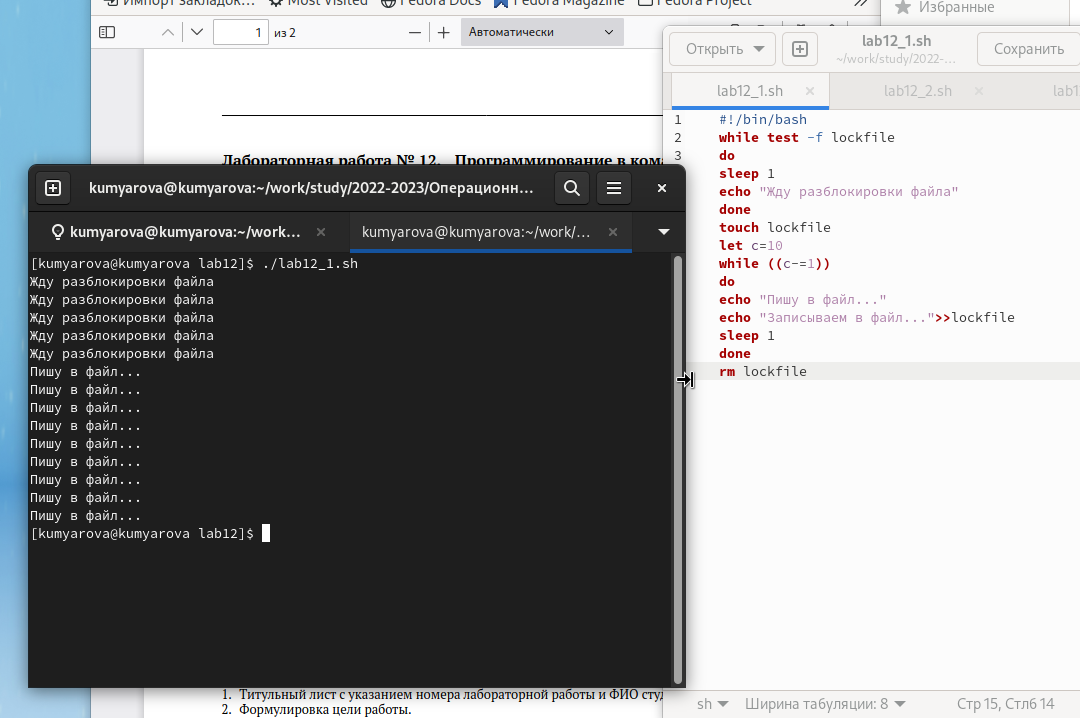 Импорт закладок... Most Visited Fedora Docs Fedora Magazine Fedora Project
Избранные
1 из 2 Автоматически
Лабораторная работа № 12. Программирование в
Открыть
lab12_1.sh
~/work/study/2022-...
Сохранить
lab12_1.sh
lab12_2.sh
1 #!/bin/bash
2 while test -f lockfile
3 do
sleep 1
echo "Жду разблокировки файла"
done
touch lockfile
let c=10
while ((c-=1))
do
echo "Пишу в файл..."
echo "Записываем в файл...">>lockfile
sleep 1
done
rm lockfile
kumyarova@kumyarova:~/work/study/2022-2023/Операционн...
kumyarova@kumyarova:~/work...
kumyarova@kumyarova:~/work/...
[kumyarova@kumyarova lab12]$ ./lab12_1.sh
Жду разблокировки файла
Жду разблокировки файла
Жду разблокировки файла
Жду разблокировки файла
Жду разблокировки файла
Пишу в файл...
Пишу в файл...
Пишу в файл...
Пишу в файл...
Пишу в файл...
Пишу в файл...
Пишу в файл...
Пишу в файл...
Пишу в файл...
[kumyarova@kumyarova lab12]$
1. Титульный лист с указанием номера лабораторной работы и ФИО
2. Формулировка цели работы.
sh Ширина табуляции: 8 Стр 15, Стлб 14